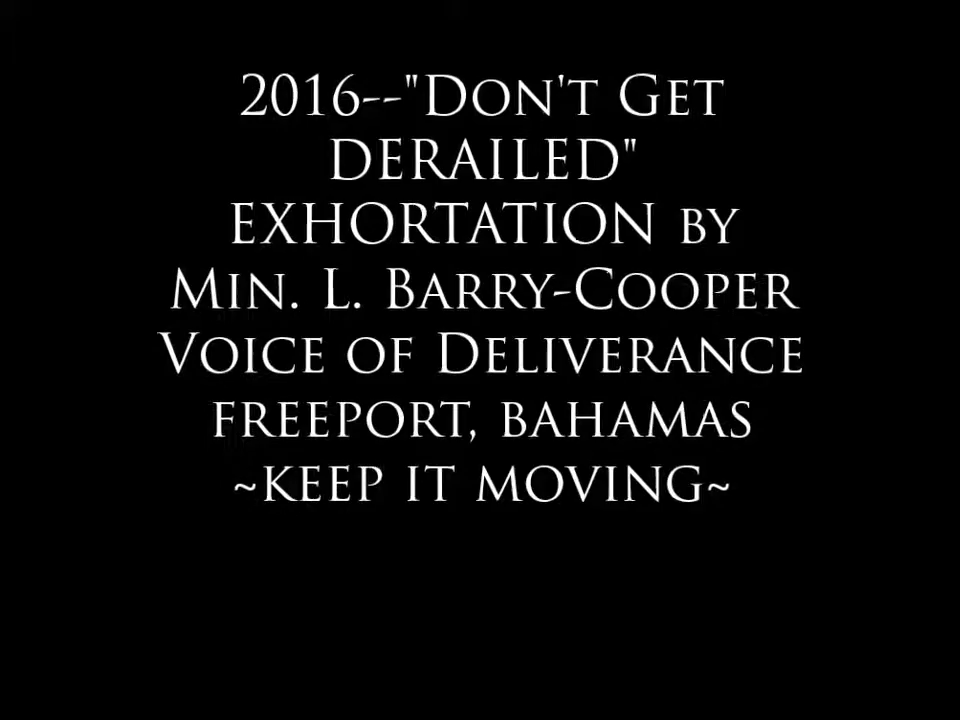 2016--"Don't Get
DERAILED"
EXHORTATION by
Min. L. Barry-Cooper
Voice of Deliverance
freeport, bahamas
~keep it moving~